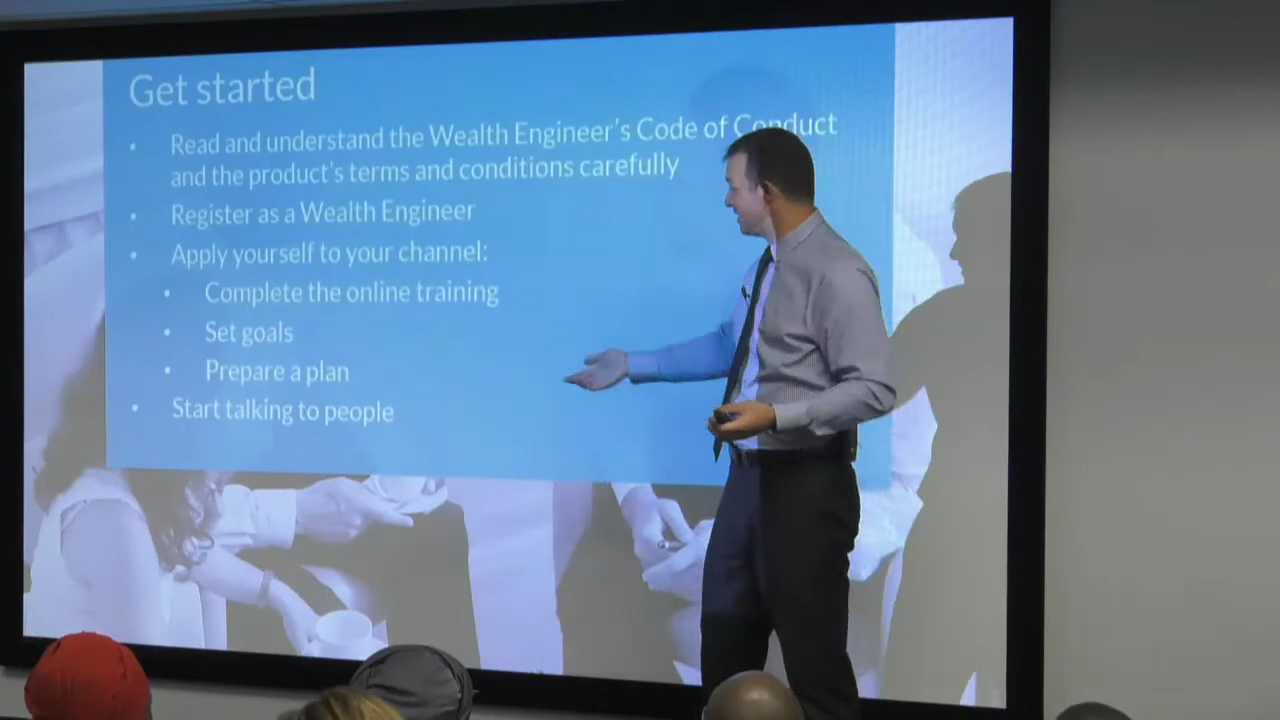 Get started
• Read and understand the Wealth Engineer's Code of Conduct
and the product's terms and conditions carefully
• Register as a Wealth Engineer
• Apply yourself to your channel:
• Complete the online training
• Set goals
• Prepare a plan
• Start talking to people